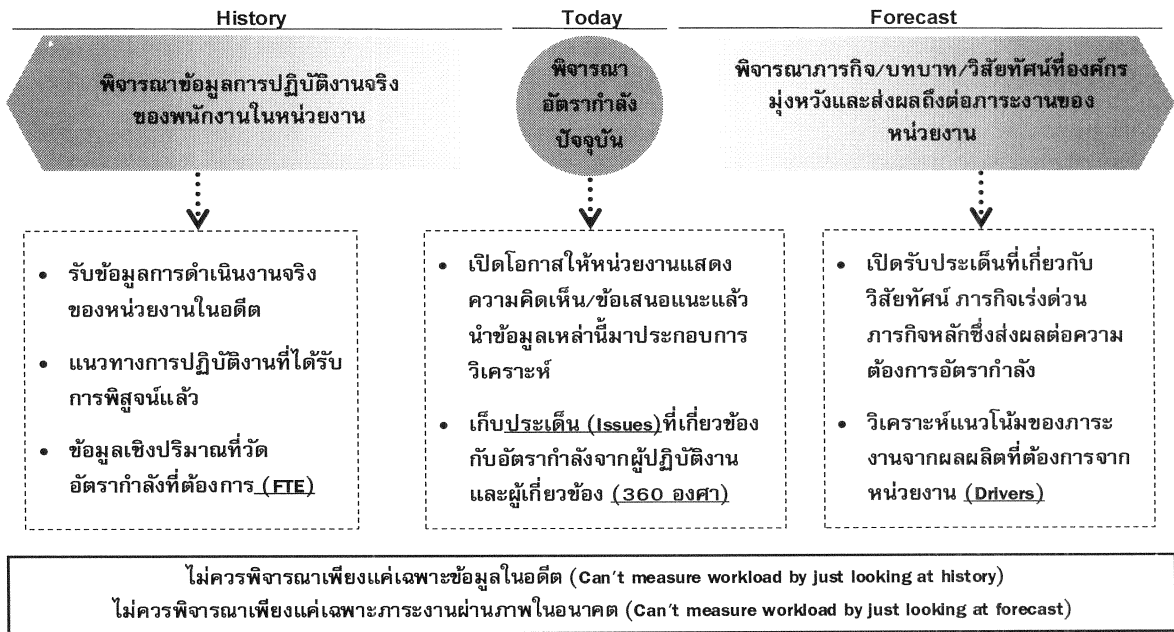 History
Today
Forecast
พิจารณาข้อมูลการปฏิบัติงานจริง
ของพนักงานในหน่วยงาน
พิจารณา
อัตรากำลัง
ปัจจุบัน
พิจารณาภารกิจ/บทบาท/วิสัยทัศน์ที่องค์กร
มุ่งหวังและส่งผลถึงต่อภาระงานของ
หน่วยงาน
• รับข้อมูลการดำเนินงานจริง
ของหน่วยงานในอดีต
• แนวทางการปฏิบัติงานที่ได้รับ
การพิสูจน์แล้ว
• ข้อมูลเชิงปริมาณที่วัด
อัตรากำลังที่ต้องการ (FTE)
• เปิดโอกาสให้หน่วยงานแสดง
ความคิดเห็น/ข้อเสนอแนะแล้ว
นำข้อมูลเหล่านี้มาประกอบการ
วิเคราะห์
• เก็บประเด็น (Issues)ที่เกี่ยวข้อง
กับอัตรากำลังจากผู้ปฏิบัติงาน
และผู้เกี่ยวข้อง (360 องศา)
• เปิดรับประเด็นที่เกี่ยวกับ
วิสัยทัศน์ ภารกิจเร่งด่วน
ภารกิจหลักซึ่งส่งผลต่อความ
ต้องการอัตรากำลัง
• วิเคราะห์แนวโน้มของภาระ
งานจากผลผลิตที่ต้องการจาก
หน่วยงาน (Drivers)
ไม่ควรพิจารณาเพียงแค่เฉพาะข้อมูลในอดีต (Can't measure workload by just looking at history)
ไม่ควรพิจารณาเพียงแค่เฉพาะภาระงานผ่านภาพในอนาคต (Can't measure workload by just looking at forecast)